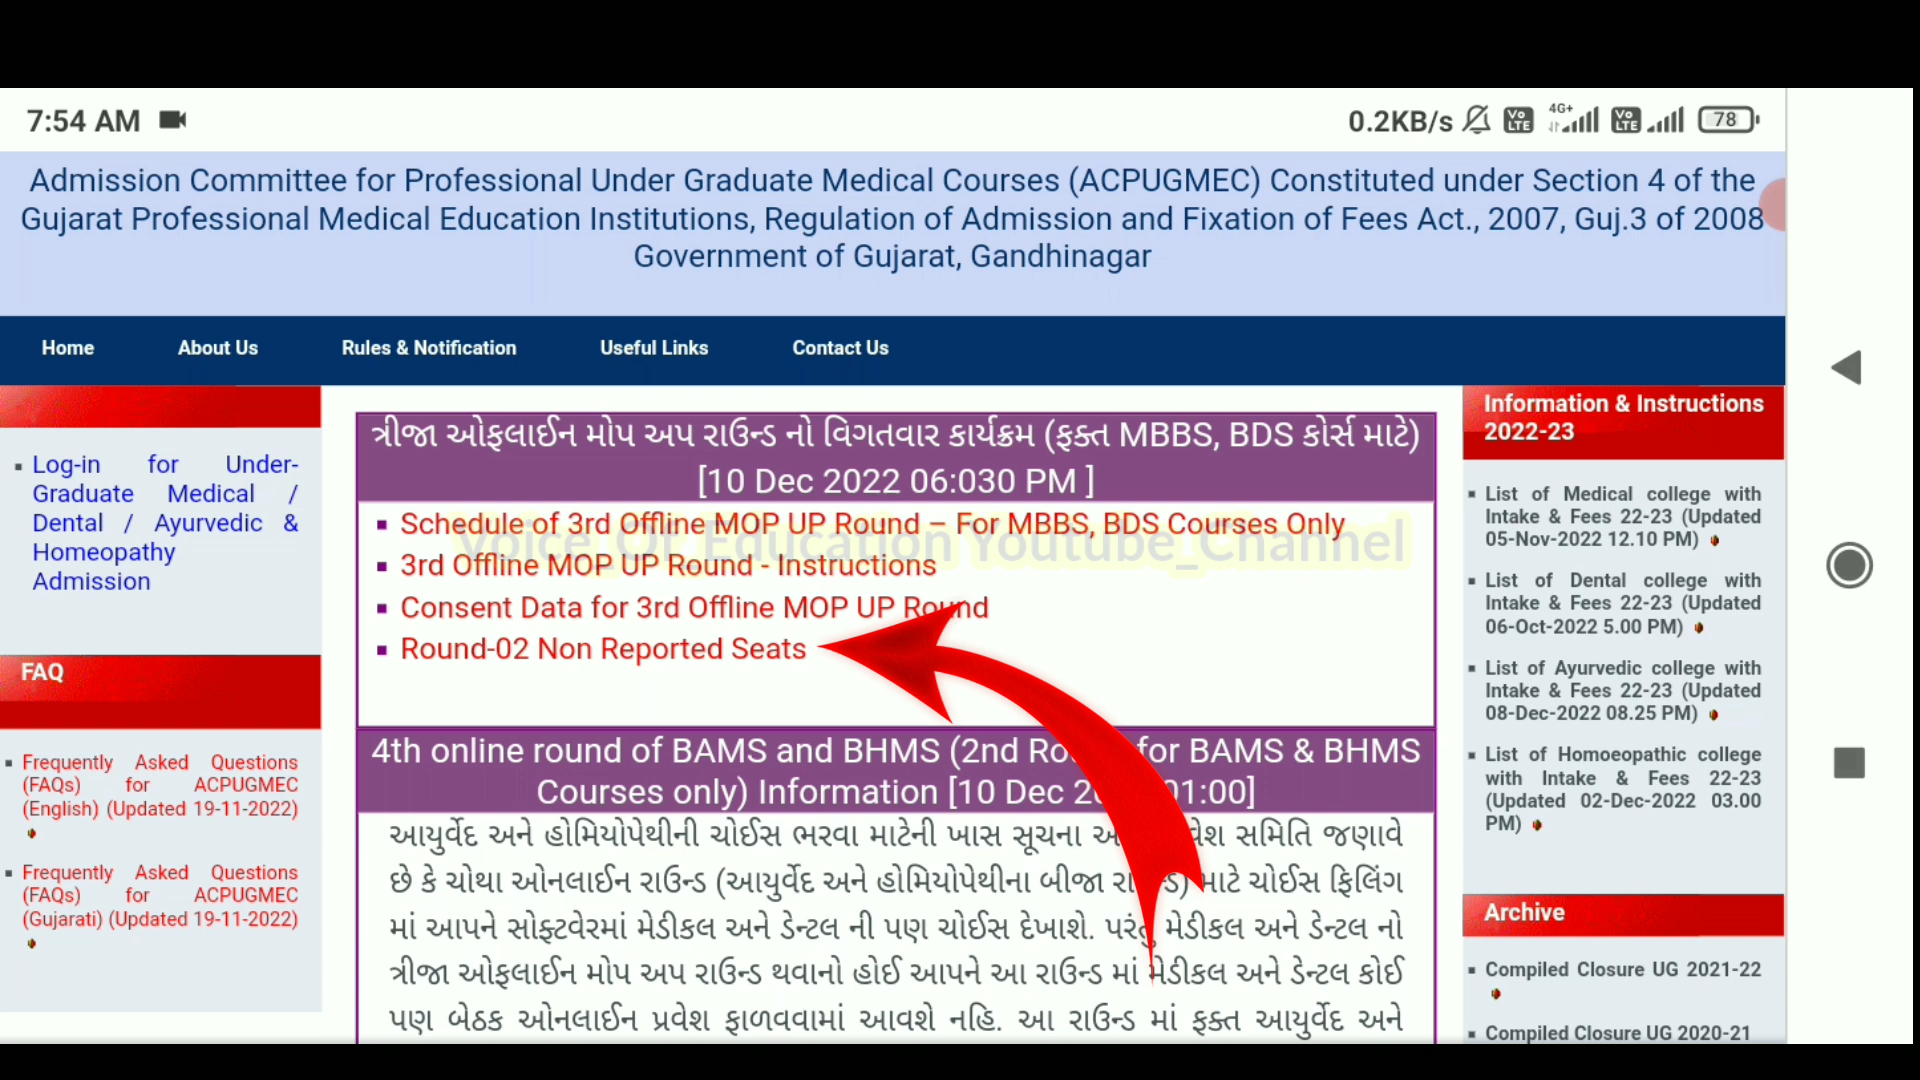 7:54 AM
0.2KB/s
Vo LTE
4G+
Vo LTE
78
Admission Committee for Professional Under Graduate Medical Courses (ACPUGMEC) Constituted under Section 4 of the
Gujarat Professional Medical Education Institutions, Regulation of Admission and Fixation of Fees Act., 2007, Guj.3 of 2008
Government of Gujarat, Gandhinagar
Home About Us Rules & Notification Useful Links Contact Us
Log-in for Under-
Graduate Medical /
Dental / Ayurvedic &
Homeopathy
Admission
FAQ
Frequently Asked Questions
(FAQs) for ACPUGMEC
(English) (Updated 19-11-2022)
Frequently Asked Questions
(FAQs) for ACPUGMEC
(Gujarati) (Updated 19-11-2022)
ત્રીજા ઓફલાઈન મોપ અપ રાઉન્ડ નો વિગતવાર કાર્યક્રમ (ફક્ત MBBS, BDS કોર્સ માટે)
[10 Dec 2022 06:030 PM ]
Schedule of 3rd Offline MOP UP Round – For MBBS, BDS Courses Only
Voice_Of_Education Youtube_Channel
3rd Offline MOP UP Round - Instructions
Consent Data for 3rd Offline MOP UP Round
Round-02 Non Reported Seats
4th online round of BAMS and BHMS (2nd for BAMS & BHMS
Courses only) Information [10 Dec 01:00]
આયુર્વેદ અને હોમિયોપેથીની ચોઈસ ભરવા માટેની ખાસ સૂચના સમિતિ જણાવે
છે કે ચોથા ઓનલાઈન રાઉન્ડ (આયુર્વેદ અને હોમિયોપેથીના બીજા માટે ચોઈસ ફિલિંગ
માં આપને સોફ્ટવેરમાં મેડીકલ અને ડેન્ટલ ની પણ ચોઈસ દેખાશે. પરંતુ મેડીકલ અને ડેન્ટલ નો
ત્રીજા ઓફલાઈન મોપ અપ રાઉન્ડ થવાનો હોઈ આપને આ રાઉન્ડ માં મેડીકલ અને ડેન્ટલ કોઈ
પણ બેઠક ઓનલાઈન પ્રવેશ ફાળવવામાં આવશે નહિ. આ રાઉન્ડ માં ફક્ત આયુર્વેદ અને
Information & Instructions
2022-23
List of Medical college with
Intake & Fees 22-23 (Updated
05-Nov-2022 12.10 PM)
List of Dental college with
Intake & Fees 22-23 (Updated
06-Oct-2022 5.00 PM)
List of Ayurvedic college with
Intake & Fees 22-23 (Updated
08-Dec-2022 08.25 PM)
List of Homoeopathic college
with Intake & Fees 22-23
(Updated 02-Dec-2022 03.00
PM)
Archive
Compiled Closure UG 2021-22
Compiled Closure UG 2020-21